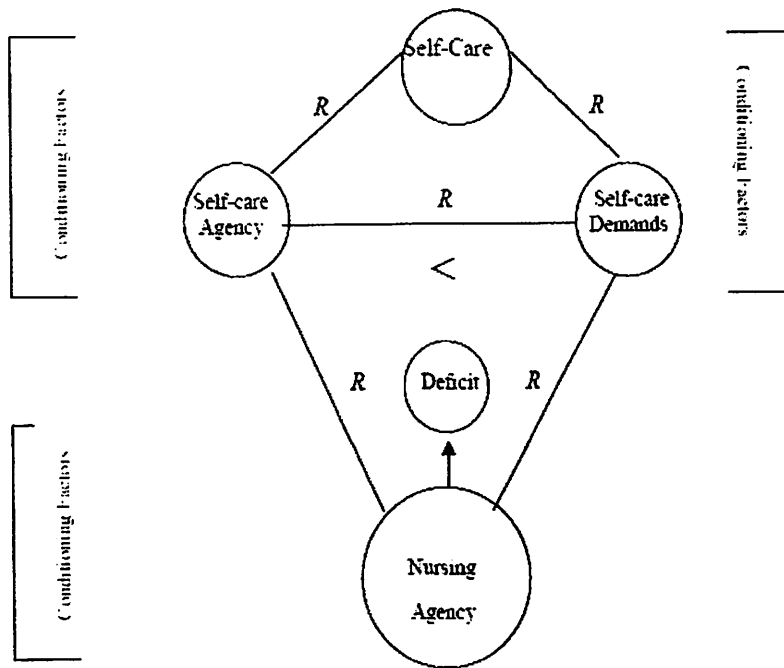 Self-Care
R
R
Conditioning Factors
Conditioning Factors
Self-care
Agency
R
Self-care
Demands
<
R
Deficit
R
Conditioning Factors
Nursing
Agency